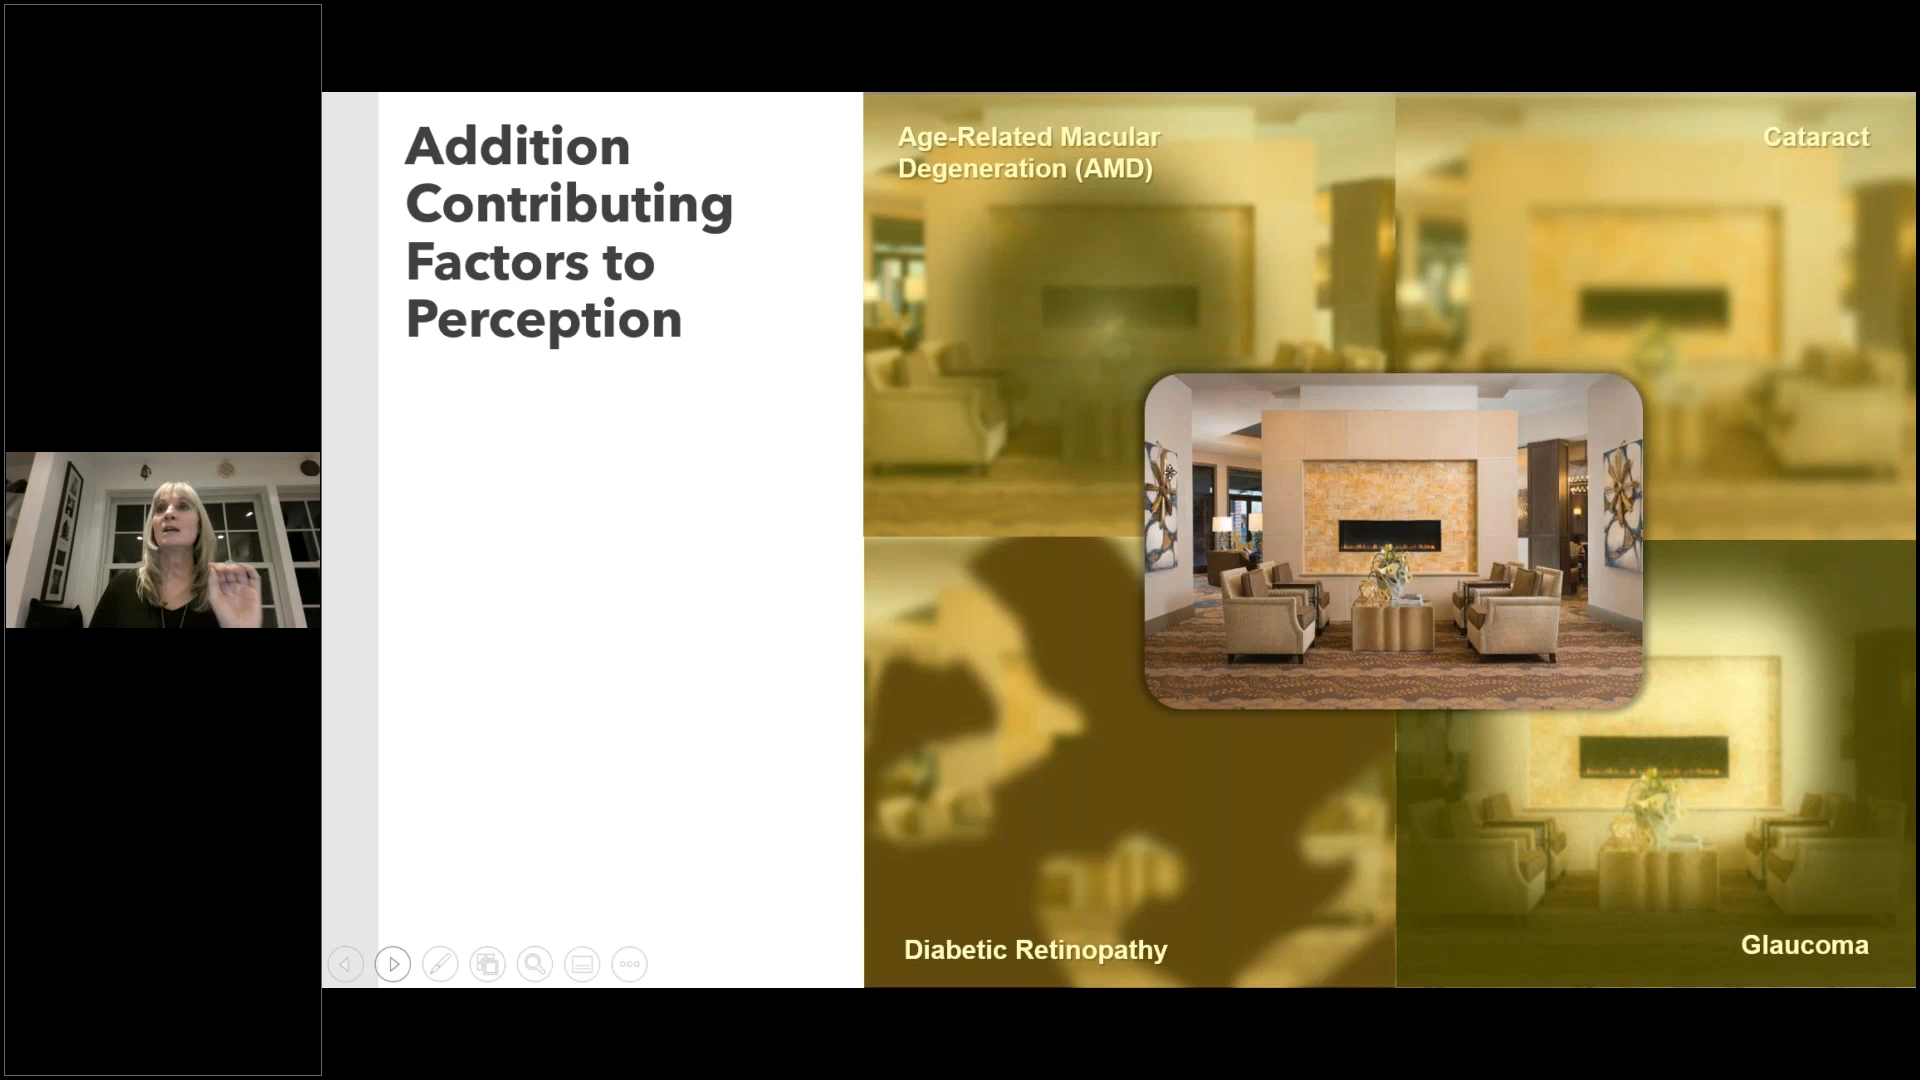 Addition
Contributing
Factors to
Perception
Age-Related Macular
Degeneration (AMD)
Cataract
Diabetic Retinopathy
Glaucoma